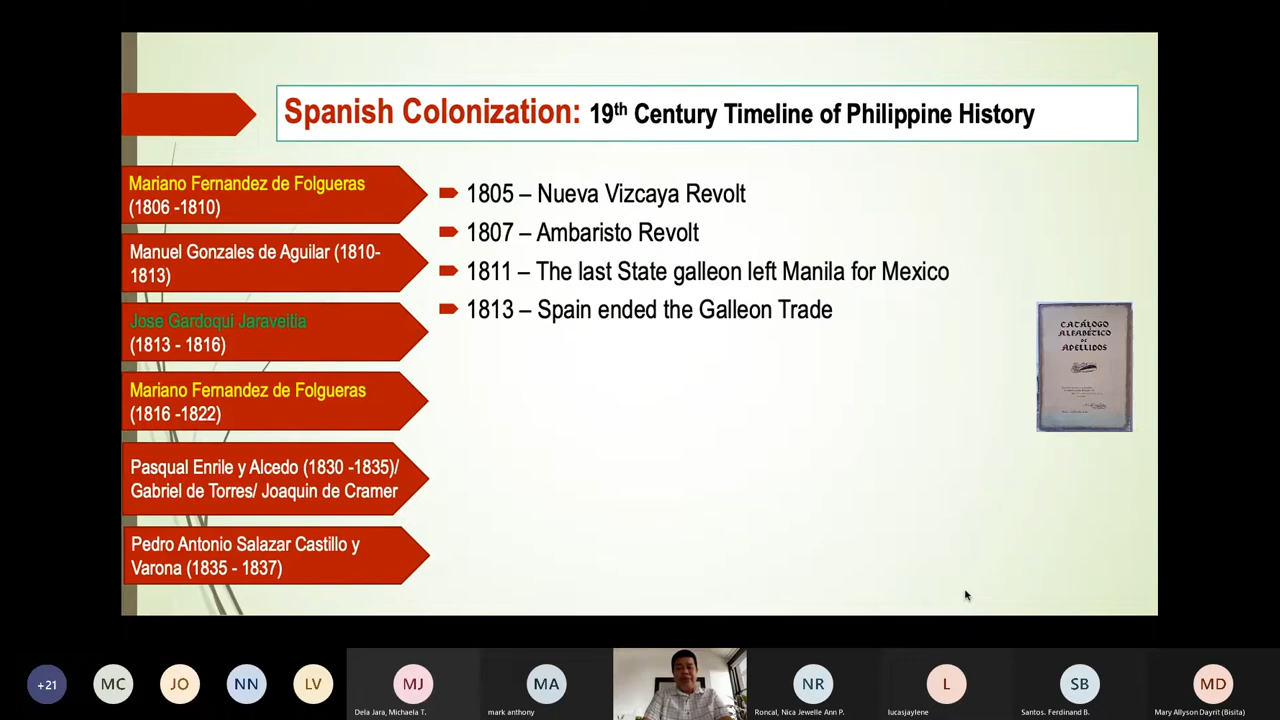 Spanish Colonization: 19th Century Timeline of Philippine History
Mariano Fernandez de Folgueras
(1806 -1810)
Manuel Gonzales de Aguilar (1810-
1813)
Jose Gardoqui Jaraveitia
(1813 - 1816)
Mariano Fernandez de Folgueras
(1816 -1822)
Pasqual Enrile y Alcedo (1830 -1835)/
Gabriel de Torres/ Joaquin de Cramer
Pedro Antonio Salazar Castillo y
Varona (1835 - 1837)
1805 – Nueva Vizcaya Revolt
1807 – Ambaristo Revolt
1811 – The last State galleon left Manila for Mexico
1813 – Spain ended the Galleon Trade
CATÁLOGO
ALFABÉTICO
DE
APELLIDOS
+21
MC
JO
NN
LV
MJ
Dela Jara, Michaela T.
MA
mark anthony
NR
Roncal, Nica Jewelle Ann P.
L
lucasjaylene
SB
Santos. Ferdinand B.
MD
Mary Allyson Dayrit (Bisita)